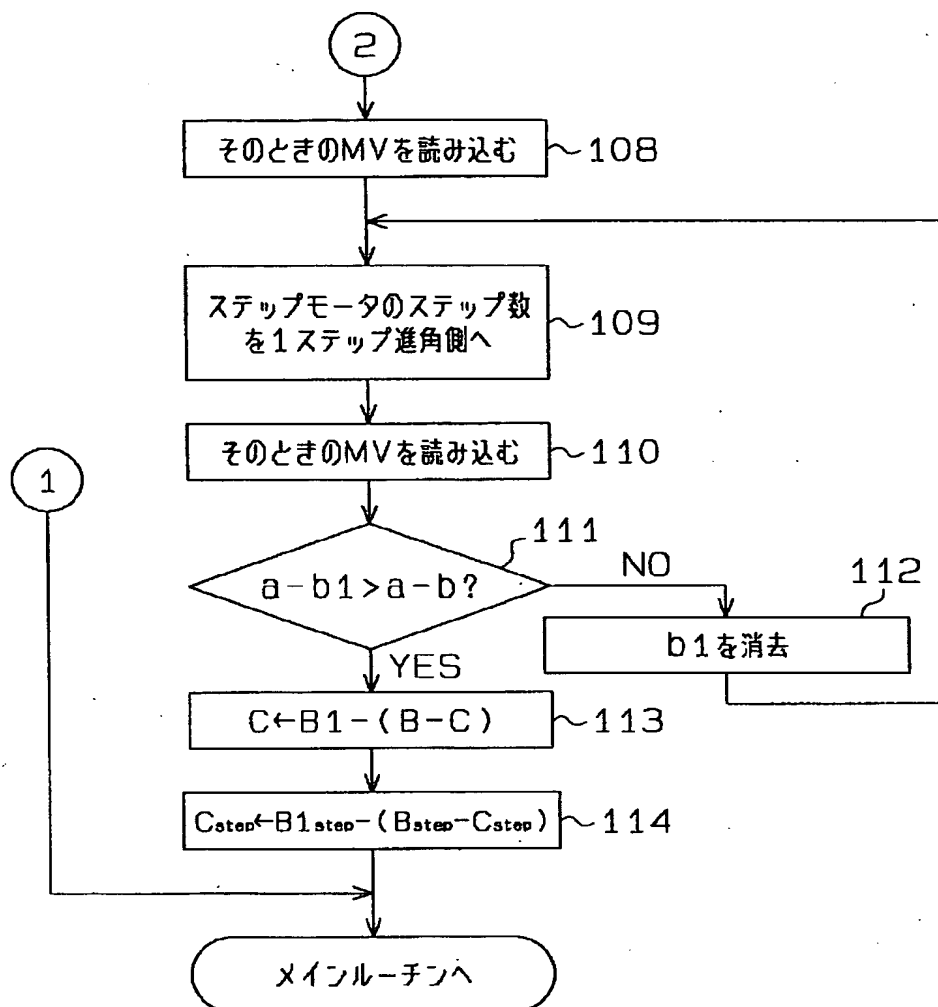 2
そのときのMVを読み込む
108
ステップモータのステップ数
を1ステップ進角側へ
109
そのときのMVを読み込む
110
1
111
a-b1>a-b?
NO
112
b1を消去
YES
C←B1-(B-C)
113
Cstep←B1step-(Bstep-Cstep)
114
メインルーチンへ